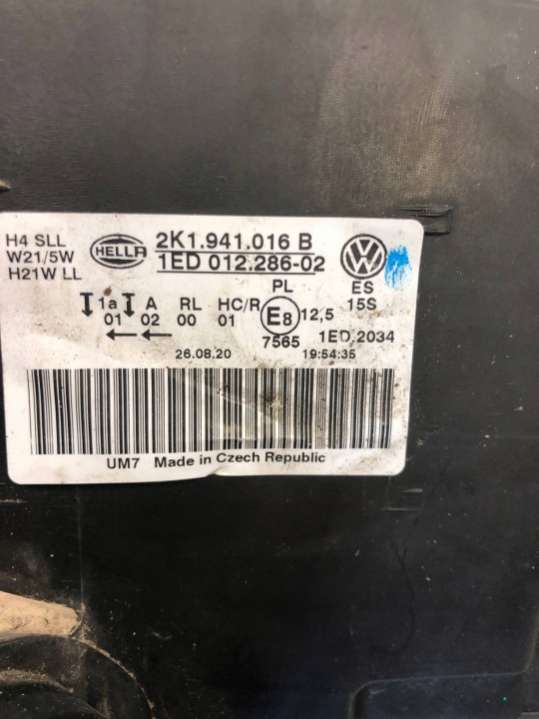 H4 SLL
W21/5W
H21W LL
HELLA
2K1.941.016 B
1ED 012.286-02
VW
ES
15S
1a A RL HC/R PL
01 02 00 01 E8 12,5
7565 1ED.2034
26.08.20 19:54:35
UM7 Made in Czech Republic